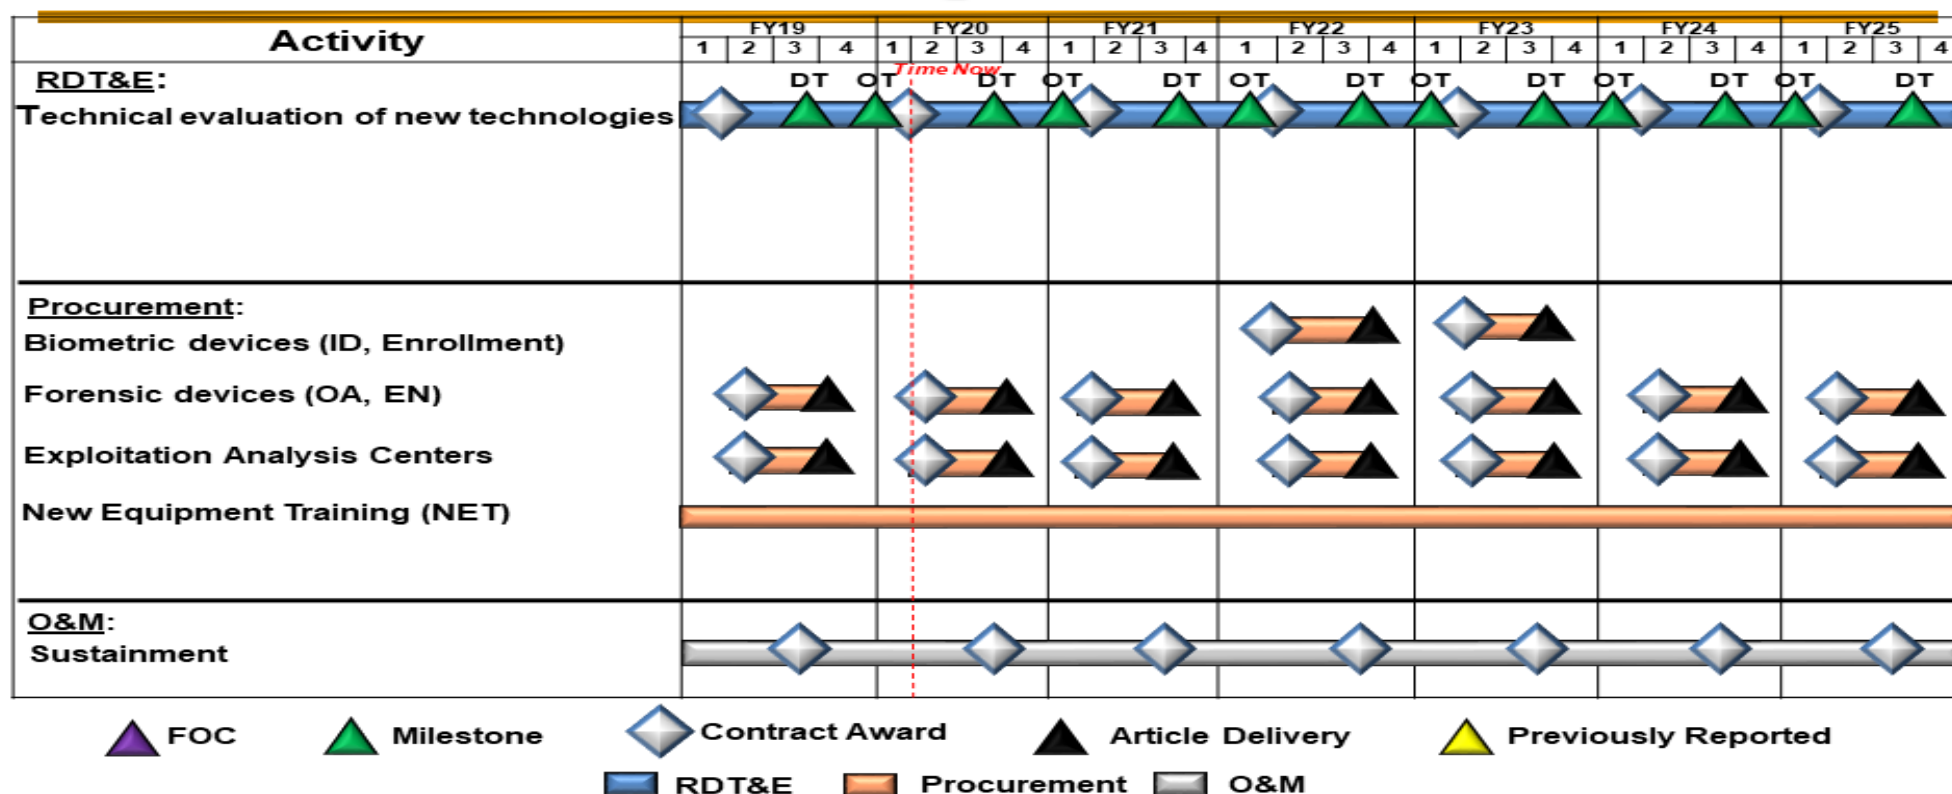 Activity
FY19 FY20 FY21 FY22 FY23 FY24 FY25
1 2 3 4 1 2 3 4 1 2 3 4 1 2 3 4 1 2 3 4 1 2 3 4 1 2 3 4
Time Now
RDT&E:
DT OT DT OT DT OT DT OT DT OT DT OT DT
Technical evaluation of new technologies
Procurement:
Biometric devices (ID, Enrollment)
Forensic devices (OA, EN)
Exploitation Analysis Centers
New Equipment Training (NET)
O&M:
Sustainment
FOC Milestone Contract Award Article Delivery Previously Reported
RDT&E Procurement O&M